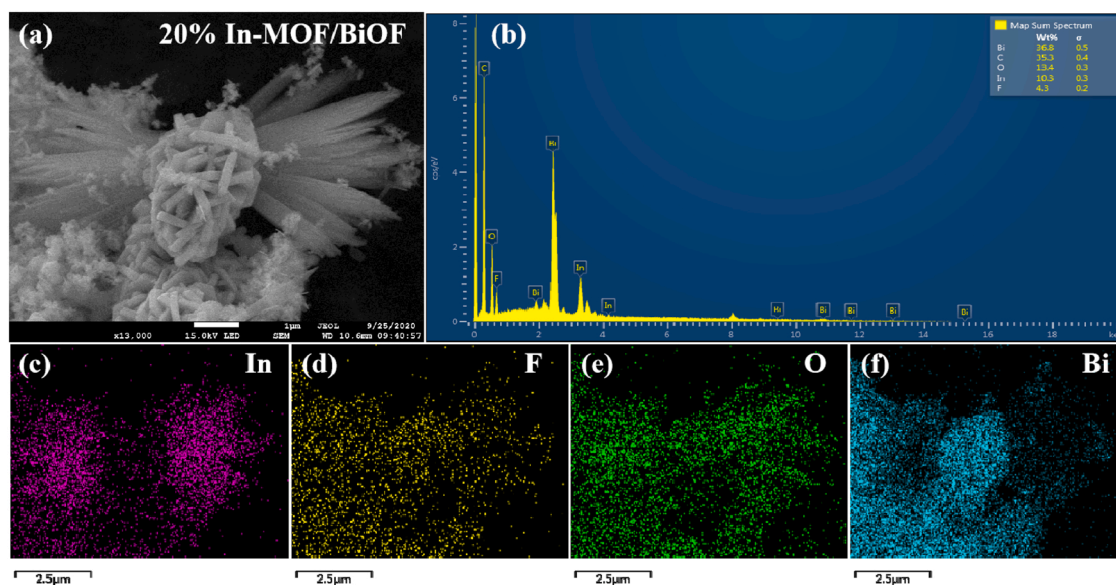 (a) 20% In-MOF/BiOF
x13,000 15.0kV LED 1µm JEOL 9/25/2020
SEM WD 10.6mm 09:40:57
(b)
Map Sum Spectrum
Wt% σ
Bi 36.8 0.5
C 35.3 0.4
O 13.4 0.3
In 10.3 0.3
F 4.3 0.2
8
6
4
2
0
cps/eV
C
O
F
Bi
Bi
In
In
Bi
Bi
Bi
Bi
0 2 4 6 8 10 12 14 16 18
(c) In
(d) F
(e) O
(f) Bi
2.5µm
2.5µm
2.5µm
2.5µm